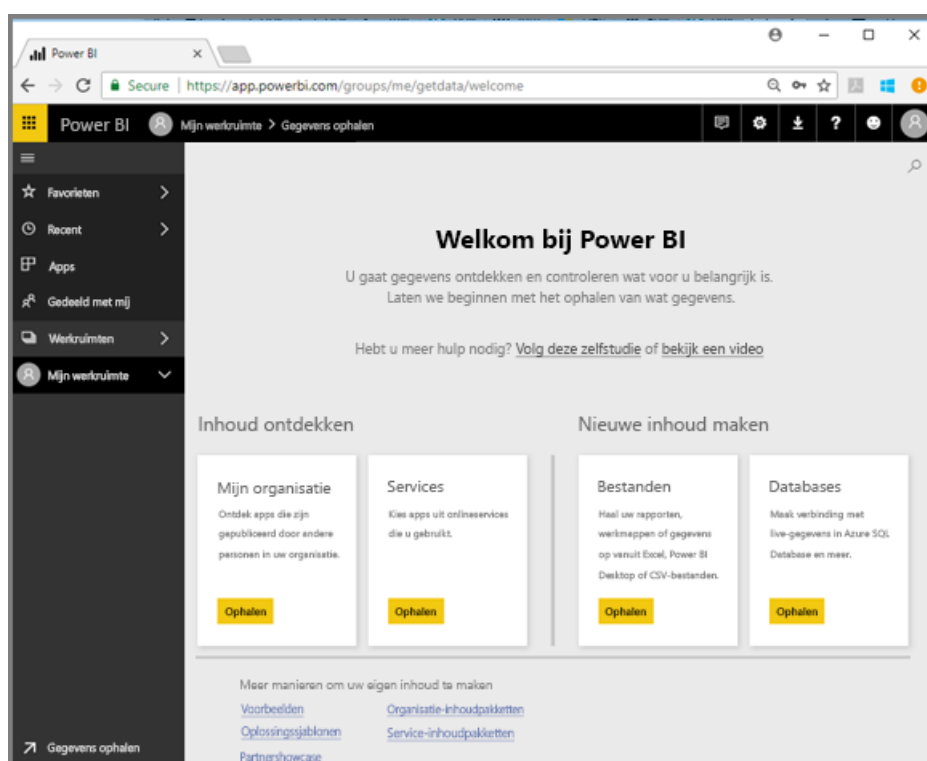 Power BI
Secure | https://app.powerbi.com/groups/me/getdata/welcome
Power BI Mijn werkruimte > Gegevens ophalen
Favorieten
Recent
Apps
Gedeeld met mij
Werkruimten
Mijn werkruimte
Gegevens ophalen
Welkom bij Power BI
U gaat gegevens ontdekken en controleren wat voor u belangrijk is.
Laten we beginnen met het ophalen van wat gegevens.
Hebt u meer hulp nodig? Volg deze zelfstudie of bekijk een video
Inhoud ontdekken
Mijn organisatie
Ontdek apps die zijn
gepubliceerd door andere
personen in uw organisatie.
Ophalen
Services
Kies apps uit onlineservices
die u gebruikt.
Ophalen
Nieuwe inhoud maken
Bestanden
Haal uw rapporten,
werkmappen of gegevens
op vanuit Excel, Power BI
Desktop of CSV-bestanden.
Ophalen
Databases
Maak verbinding met
live-gegevens in Azure SQL
Database en meer.
Ophalen
Meer manieren om uw eigen inhoud te maken
Voorbeelden
Oplossingssjablonen
Partnershowcase
Organisatie-inhoudpakketten
Service-inhoudpakketten